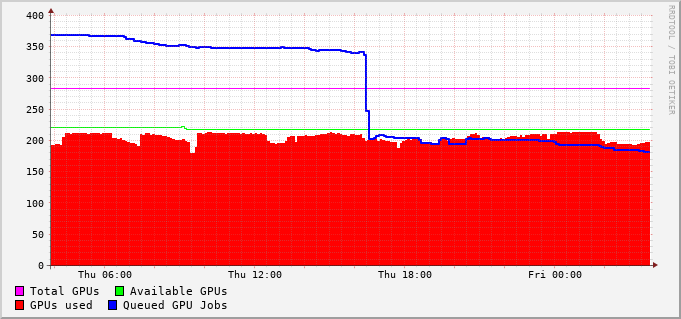 400
350
300
250
200
150
100
50
0
Thu 06:00 Thu 12:00 Thu 18:00 Fri 00:00
Total GPUs Available GPUs
GPUs used Queued GPU Jobs
RRDTOOL / TOBI OETIKER